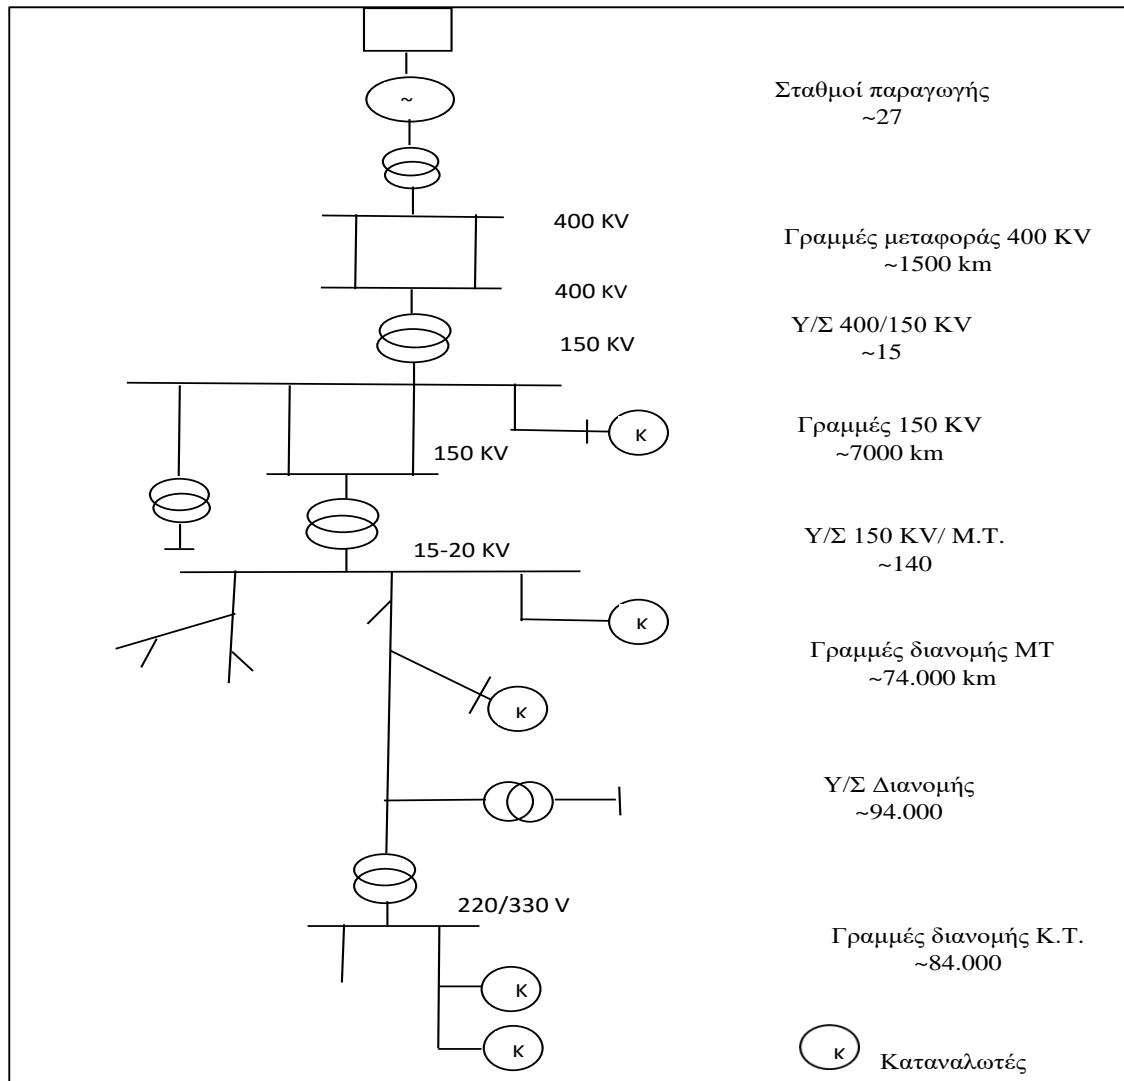 ~
Σταθμοί παραγωγής
~27
400 KV
Γραμμές μεταφοράς 400 KV
~1500 km
400 KV
Υ/Σ 400/150 KV
150 KV
~15
Γραμμές 150 KV
κ
150 KV
~7000 km
Υ/Σ 150 KV/ Μ.Τ.
15-20 KV
~140
κ
Γραμμές διανομής ΜΤ
~74.000 km
κ
Υ/Σ Διανομής
~94.000
220/330 V
Γραμμές διανομής Κ.Τ.
~84.000
κ
κ
κ
Καταναλωτές